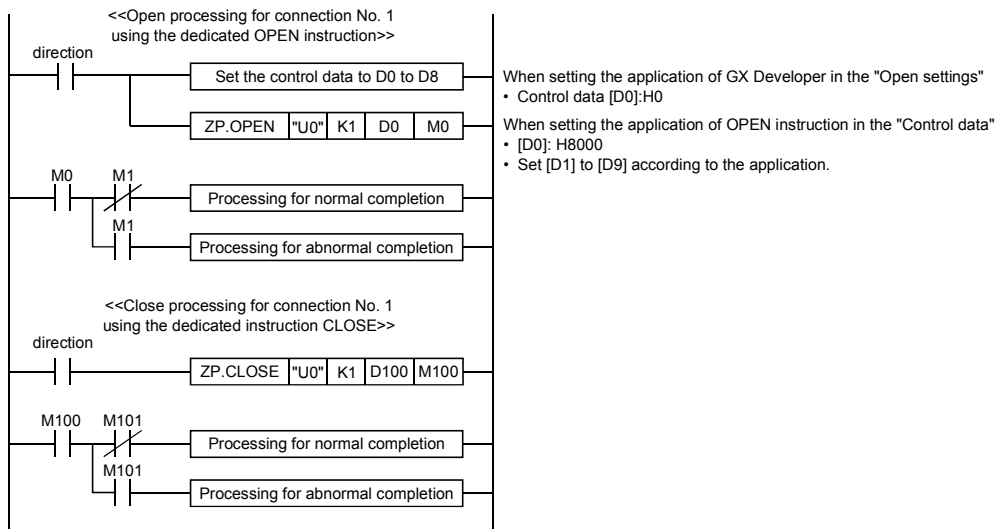 <<Open processing for connection No. 1
using the dedicated OPEN instruction>>
direction
Set the control data to D0 to D8
When setting the application of GX Developer in the "Open settings"
• Control data [D0]:H0
ZP.OPEN "U0" K1 D0 M0
When setting the application of OPEN instruction in the "Control data"
• [D0]: H8000
• Set [D1] to [D9] according to the application.
M0 M1
Processing for normal completion
M1
Processing for abnormal completion
<<Close processing for connection No. 1
using the dedicated instruction CLOSE>>
direction
ZP.CLOSE "U0" K1 D100 M100
M100 M101
Processing for normal completion
M101
Processing for abnormal completion